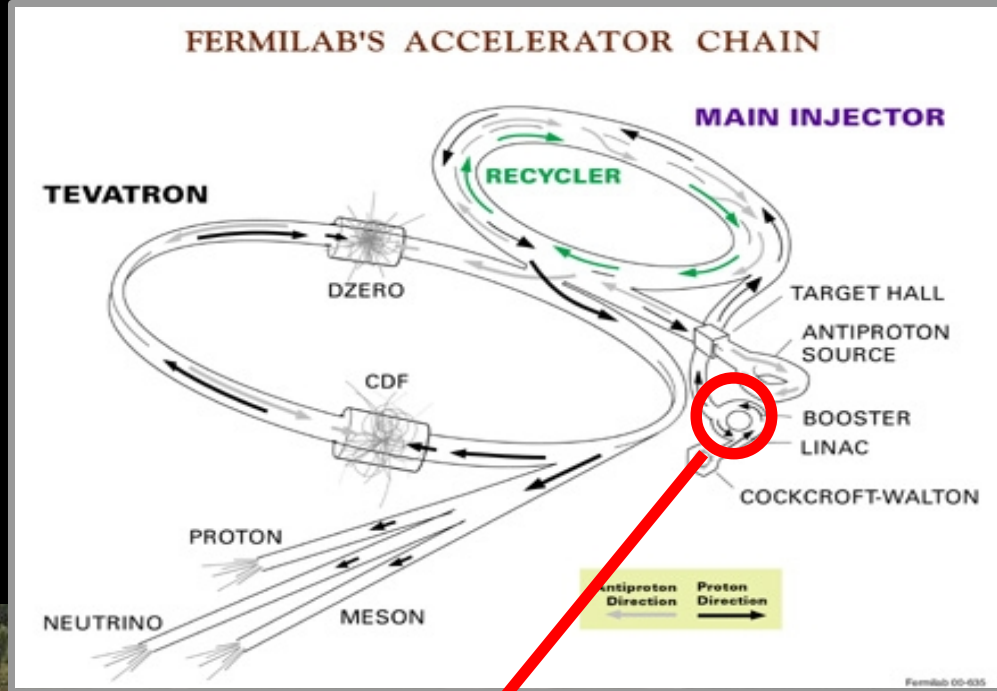 FERMILAB'S ACCELERATOR CHAIN
MAIN INJECTOR
RECYCLER
TEVATRON
DZERO
TARGET HALL
ANTIPROTON
SOURCE
CDF
BOOSTER
LINAC
COCKCROFT-WALTON
PROTON
NEUTRINO
MESON
Antiproton Proton
Direction Direction
Fermilab 00-635